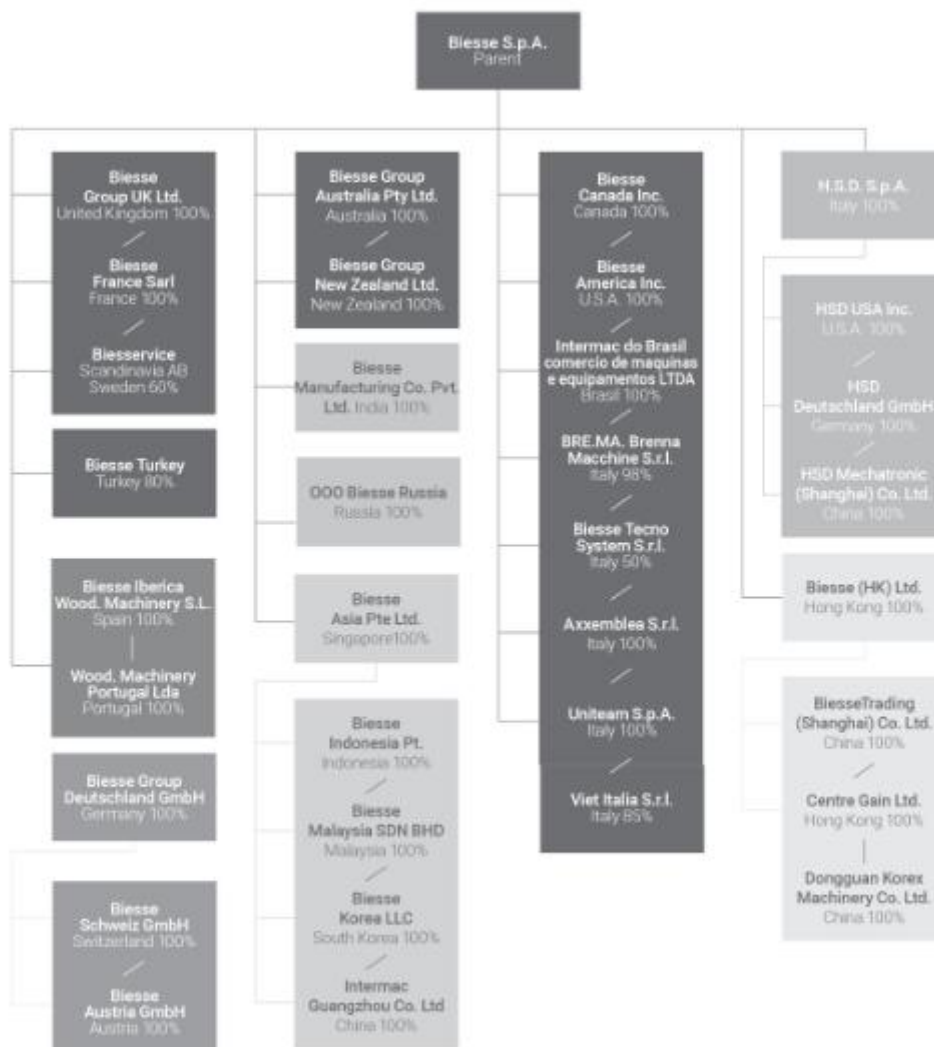 Biesse S.p.A.
Parent
Biesse
Group UK Ltd.
United Kingdom 100%
Biesse
France Sarl
France 100%
Biesservice
Scandinavia AB
Sweden 60%
Biesse Turkey
Turkey 80%
Biesse Iberica
Wood. Machinery S.L.
Spain 100%
Wood. Machinery
Portugal Lda
Portugal 100%
Biesse Group
Deutschland GmbH
Germany 100%
Biesse
Schweiz GmbH
Switzerland 100%
Biesse
Austria GmbH
Austria 100%
Biesse Group
Australia Pty Ltd.
Australia 100%
Biesse Group
New Zealand Ltd.
New Zealand 100%
Biesse
Manufacturing Co. Pvt.
Ltd. India 100%
OOO Biesse Russia
Russia 100%
Biesse
Asia Pte Ltd.
Singapore100%
Biesse
Indonesia Pt.
Indonesia 100%
Biesse
Malaysia SDN BHD
Malaysia 100%
Biesse
Korea LLC
South Korea 100%
Intermac
Guangzhou Co. Ltd
China 100%
Biesse
Canada Inc.
Canada 100%
Biesse
America Inc.
U.S.A. 100%
Intermac do Brasil
comercio de maquinas
e equipamentos LTDA
Brasil 100%
BRE.MA. Brenna
Macchine S.r.l.
Italy 98%
Biesse Tecno
System S.r.l.
Italy 50%
Axxemblea S.r.l.
Italy 100%
Uniteam S.p.A.
Italy 100%
Viet Italia S.r.l.
Italy 85%
H.S.D. S.p.A.
Italy 100%
HSD USA Inc.
U.S.A. 100%
HSD
Deutschland GmbH
Germany 100%
HSD Mechatronic
(Shanghai) Co. Ltd.
China 100%
Biesse (HK) Ltd.
Hong Kong 100%
BiesseTrading
(Shanghai) Co. Ltd.
China 100%
Centre Gain Ltd.
Hong Kong 100%
Dongguan Korex
Machinery Co. Ltd.
China 100%